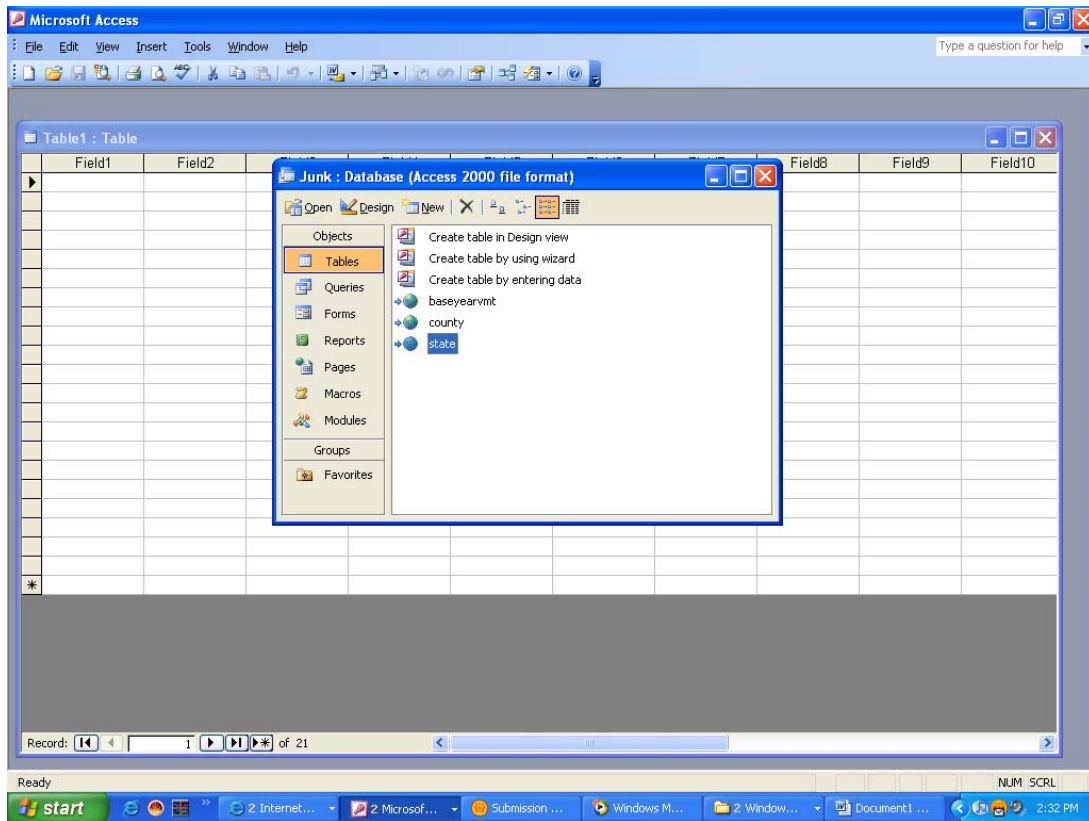 Microsoft Access
File Edit View Insert Tools Window Help
Type a question for help
Table1 : Table
Field1 Field2 Field8 Field9 Field10
Junk : Database (Access 2000 file format)
Open Design New
Objects
Tables
Queries
Forms
Reports
Pages
Macros
Modules
Groups
Favorites
Create table in Design view
Create table by using wizard
Create table by entering data
baseyearvmt
county
state
Record: 1 of 21
Ready
NUM SCRL
start
2 Internet...
2 Microsof...
Submission ...
Windows M...
2 Window...
Document1 ...
2:32 PM